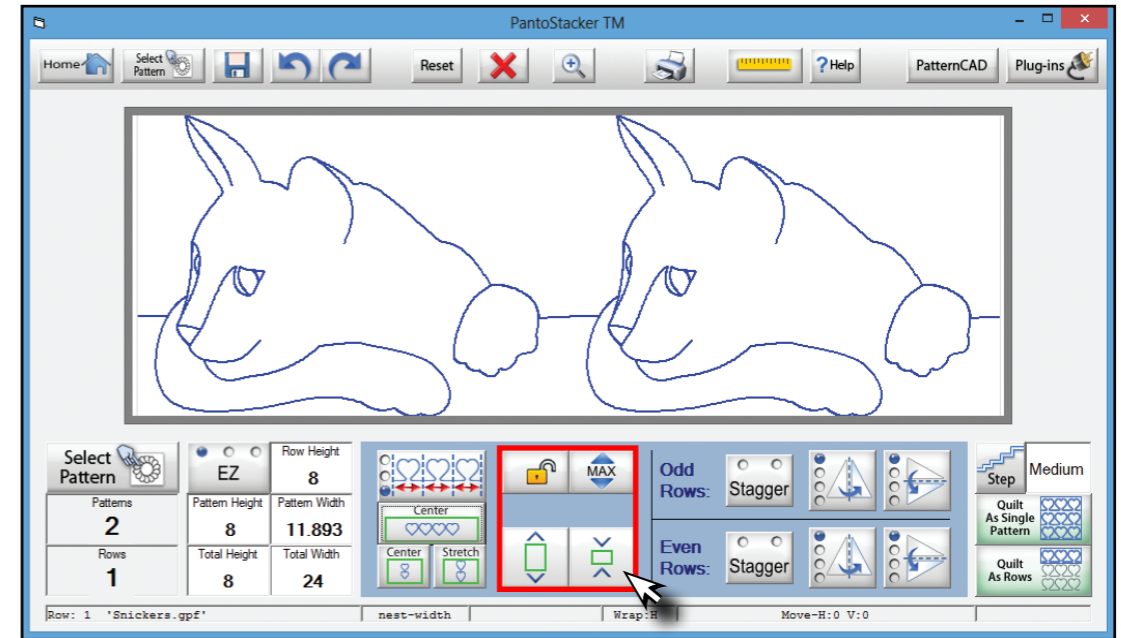 PantoStacker TM
Home
Select
Pattern
Reset
? Help
PatternCAD
Plug-ins
Select
Pattern
EZ
Row Height
8
Patterns
2
Pattern Height
8
Pattern Width
11.893
Rows
1
Total Height
8
Total Width
24
Center
Center
Stretch
MAX
Odd
Rows:
Stagger
Even
Rows:
Stagger
Step
Medium
Quilt
As Single
Pattern
Quilt
As Rows
Row: 1 'Snickers.gpf'
nest-width
Wrap:H
Move-H:0 V:0